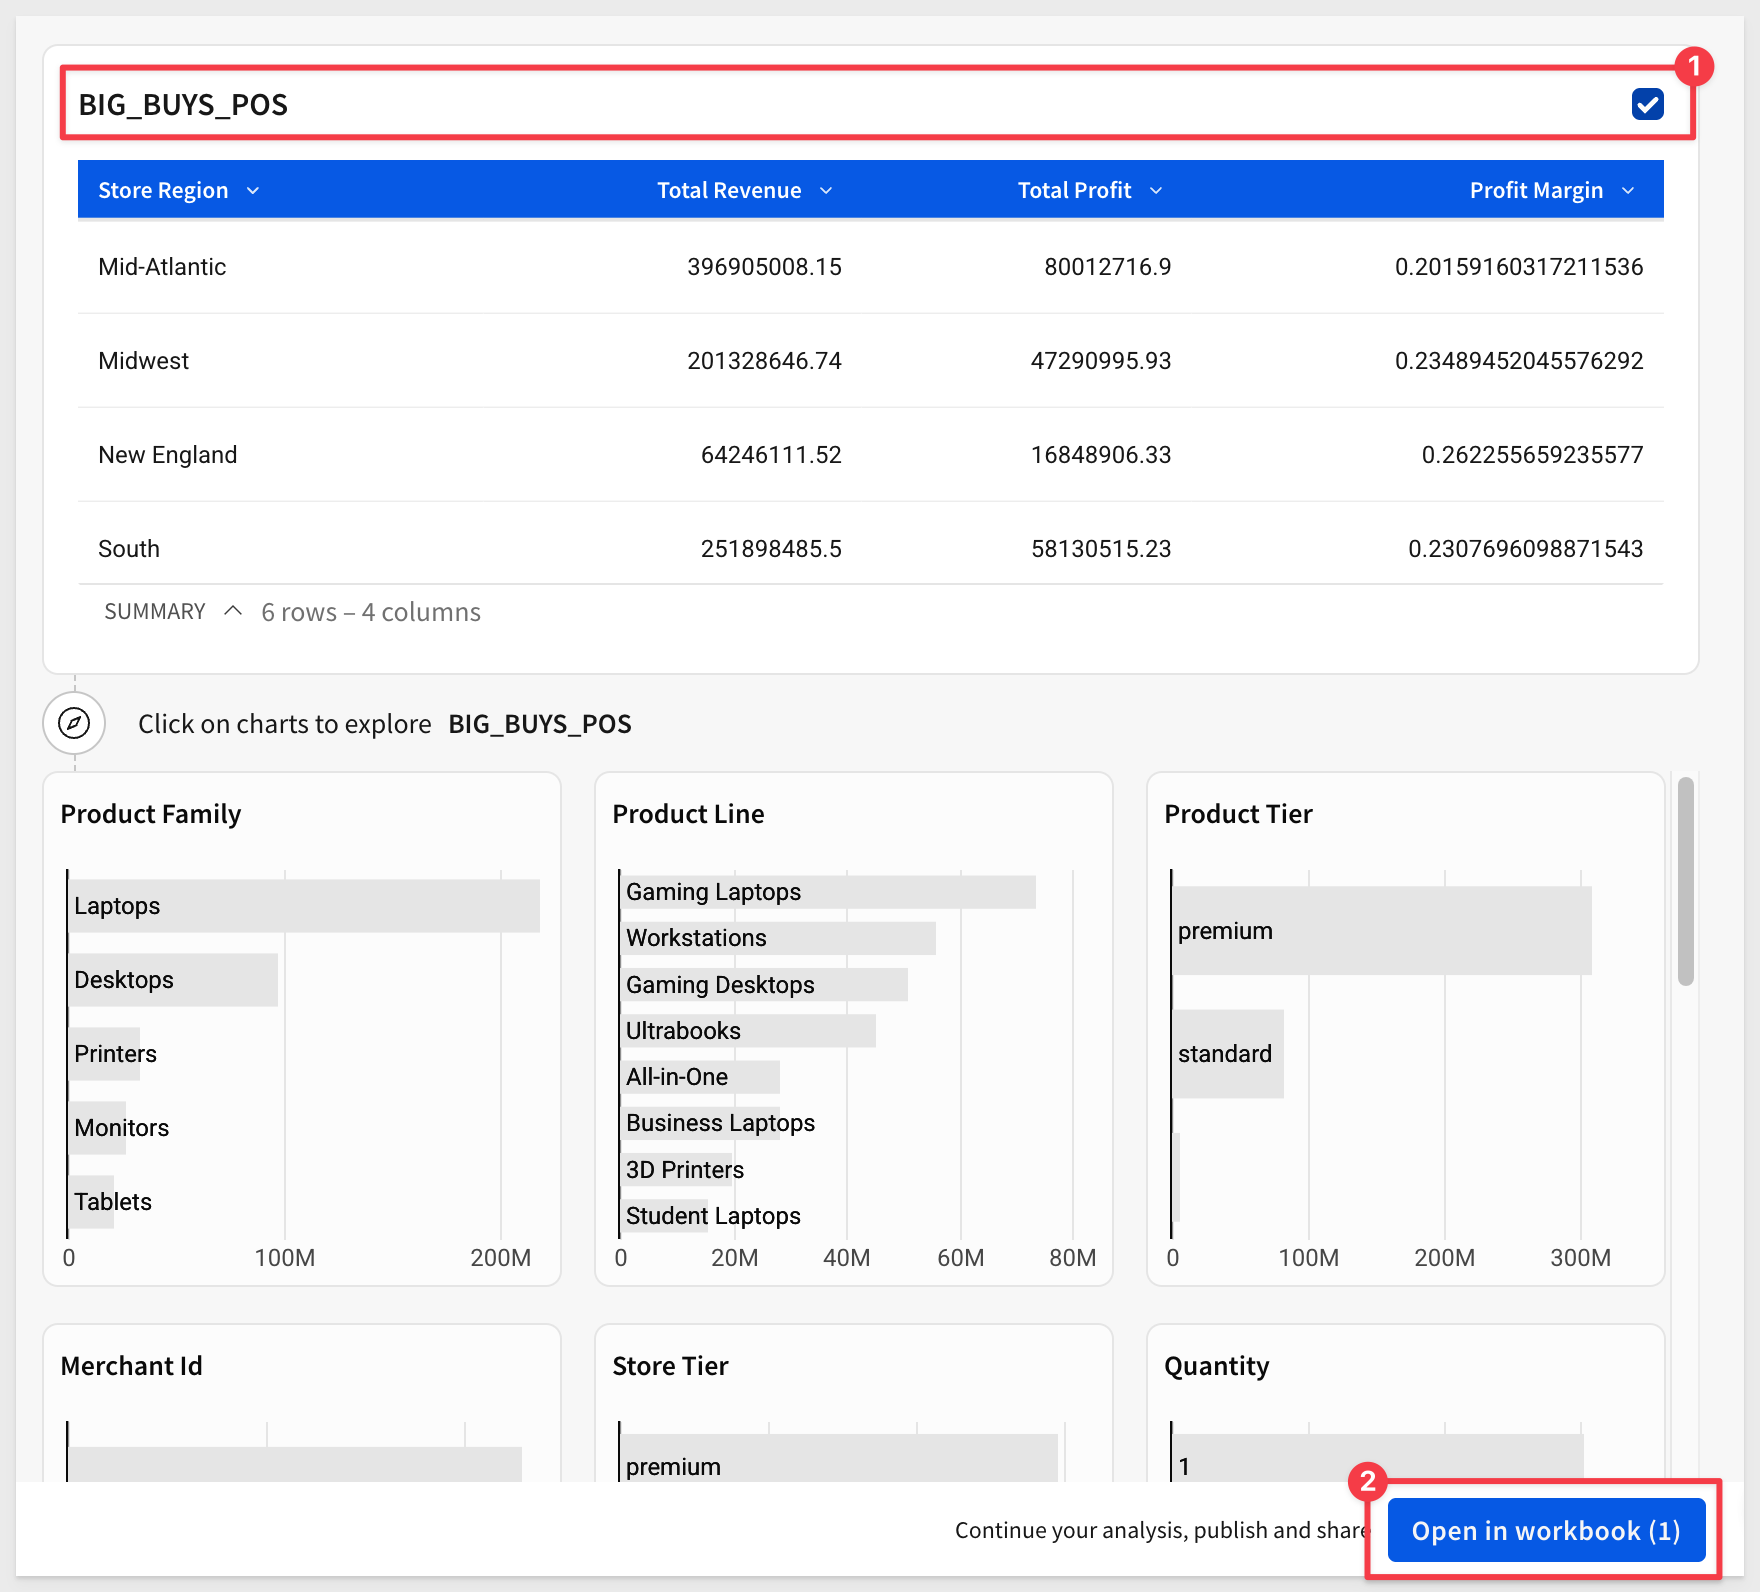 1
BIG_BUYS_POS
Store Region Total Revenue Total Profit Profit Margin
Mid-Atlantic 396905008.15 80012716.9 0.20159160317211536
Midwest 201328646.74 47290995.93 0.23489452045576292
New England 64246111.52 16848906.33 0.262255659235577
South 251898485.5 58130515.23 0.2307696098871543
SUMMARY 6 rows – 4 columns
Click on charts to explore BIG_BUYS_POS
Product Family
Laptops
Desktops
Printers
Monitors
Tablets
0 100M 200M
Product Line
Gaming Laptops
Workstations
Gaming Desktops
Ultrabooks
All-in-One
Business Laptops
3D Printers
Student Laptops
0 20M 40M 60M 80M
Product Tier
premium
standard
0 100M 200M 300M
Merchant Id
Store Tier
premium
Quantity
1
2
Continue your analysis, publish and share
Open in workbook (1)